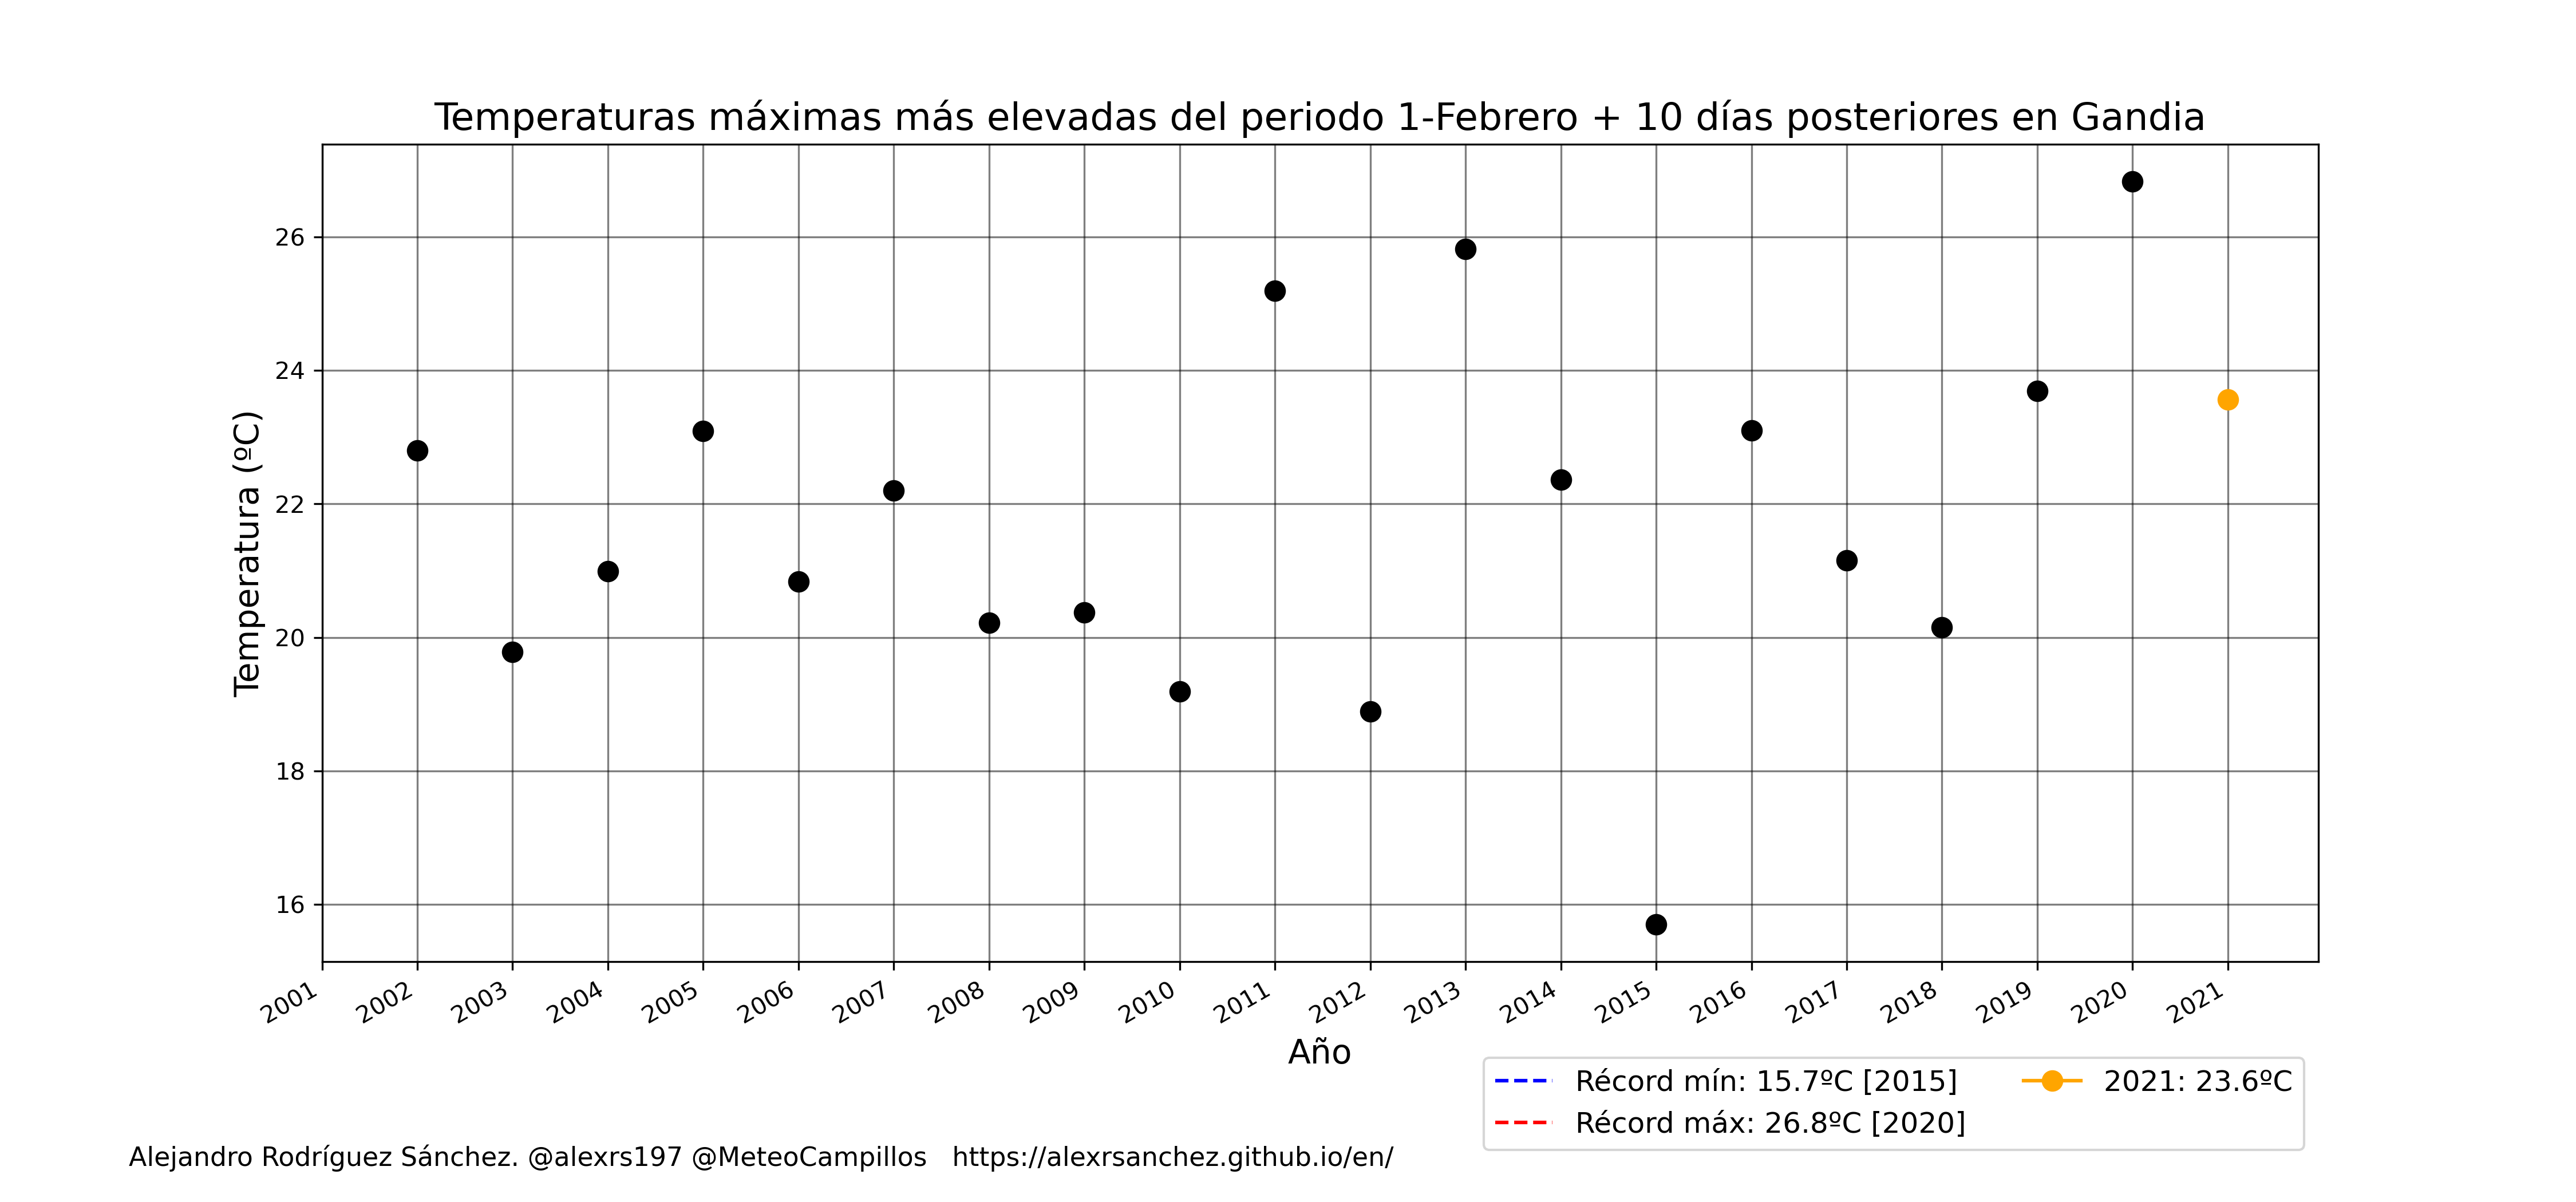 Temperaturas máximas más elevadas del periodo 1-Febrero + 10 días posteriores en Gandia
Temperatura (ºC)
26
24
22
20
18
16
2001 2002 2003 2004 2005 2006 2007 2008 2009 2010 2011 2012 2013 2014 2015 2016 2017 2018 2019 2020 2021
Año
Récord mín: 15.7ºC [2015]
Récord máx: 26.8ºC [2020]
2021: 23.6ºC
Alejandro Rodríguez Sánchez. @alexrs197 @MeteoCampillos https://alexrsanchez.github.io/en/